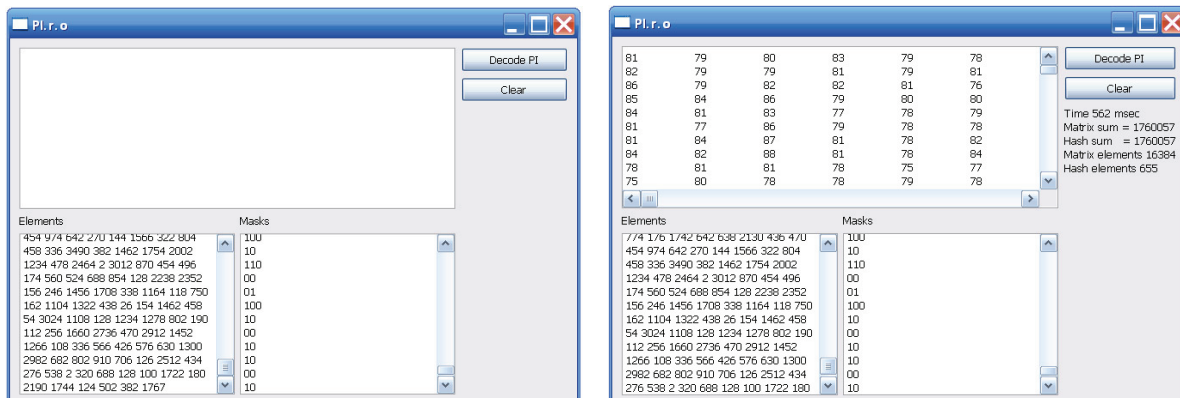 PI.r.o
Decode PI
Clear
Elements
Masks
454 974 642 270 144 1566 322 804
458 336 3490 382 1462 1754 2002
1234 478 2464 2 3012 870 454 496
174 560 524 688 854 128 2238 2352
156 246 1456 1708 338 1164 118 750
162 1104 1322 438 26 154 1462 458
54 3024 1108 128 1234 1278 802 190
112 256 1660 2736 470 2912 1452
1266 108 336 566 426 576 630 1300
2982 682 802 910 706 126 2512 434
276 538 2 320 688 128 100 1722 180
2190 1744 124 502 382 1767
100
10
110
00
01
100
10
00
10
10
00
10
PI.r.o
81 79 80 83 79 78
82 79 79 81 79 81
86 79 82 82 81 76
85 84 86 79 80 80
84 81 83 77 78 79
81 77 86 79 78 78
81 84 87 81 78 82
84 82 88 81 78 84
78 81 81 78 75 77
75 80 78 78 79 78
Decode PI
Clear
Time 562 msec
Matrix sum = 1760057
Hash sum = 1760057
Matrix elements 16384
Hash elements 655
Elements
Masks
774 176 1742 642 638 2130 436 470
454 974 642 270 144 1566 322 804
458 336 3490 382 1462 1754 2002
1234 478 2464 2 3012 870 454 496
174 560 524 688 854 128 2238 2352
156 246 1456 1708 338 1164 118 750
162 1104 1322 438 26 154 1462 458
54 3024 1108 128 1234 1278 802 190
112 256 1660 2736 470 2912 1452
1266 108 336 566 426 576 630 1300
2982 682 802 910 706 126 2512 434
276 538 2 320 688 128 100 1722 180
100
10
110
00
01
100
10
00
10
10
00
10